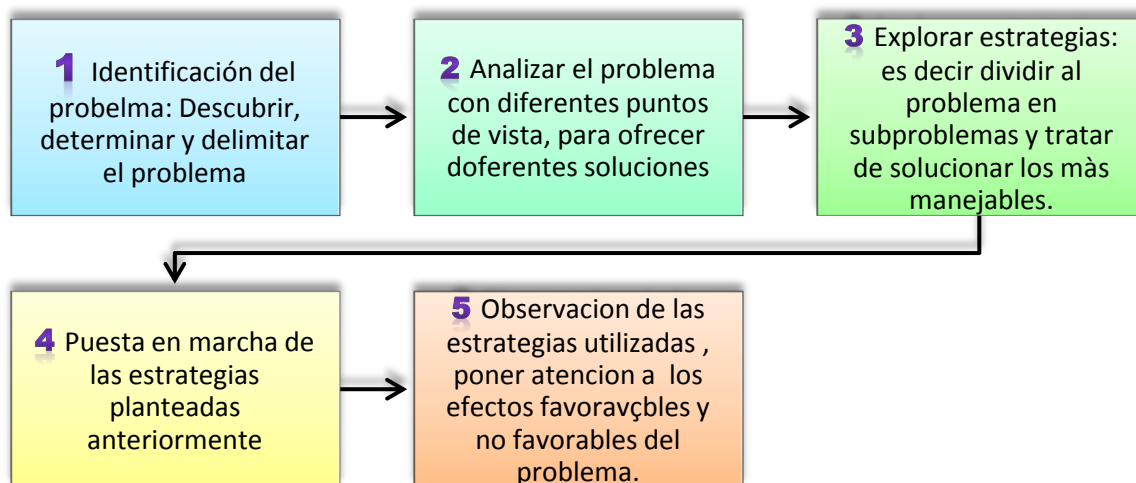 1 Identificación del
probelma: Descubrir,
determinar y delimitar
el problema
2 Analizar el problema
con diferentes puntos
de vista, para ofrecer
doferentes soluciones
3 Explorar estrategias:
es decir dividir al
problema en
subproblemas y tratar
de solucionar los màs
manejables.
4 Puesta en marcha de
las estrategias
planteadas
anteriormente
5 Observacion de las
estrategias utilizadas ,
poner atencion a los
efectos favoravçbles y
no favorables del
problema.